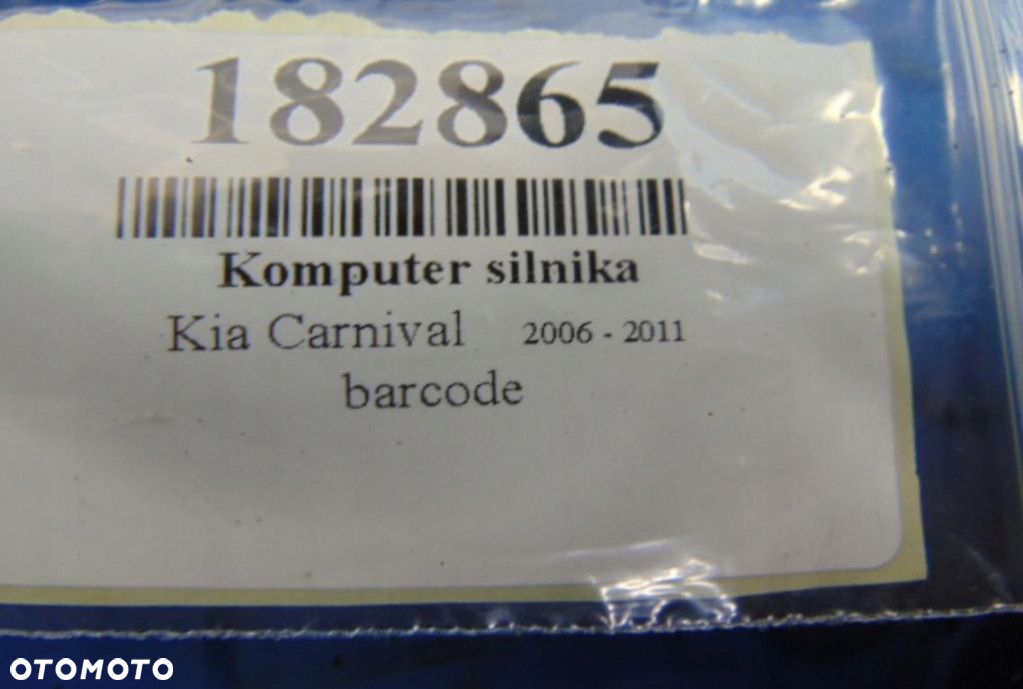 182865
Komputer silnika
Kia Carnival 2006 - 2011
barcode
OTOMOTO